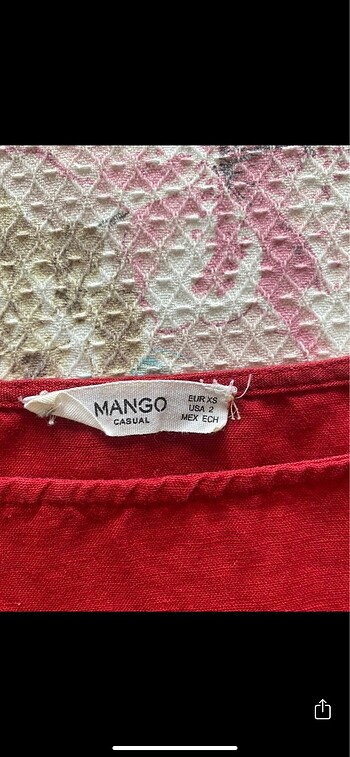 MANGO
CASUAL
EUR XS
USA 2
MEX ECH